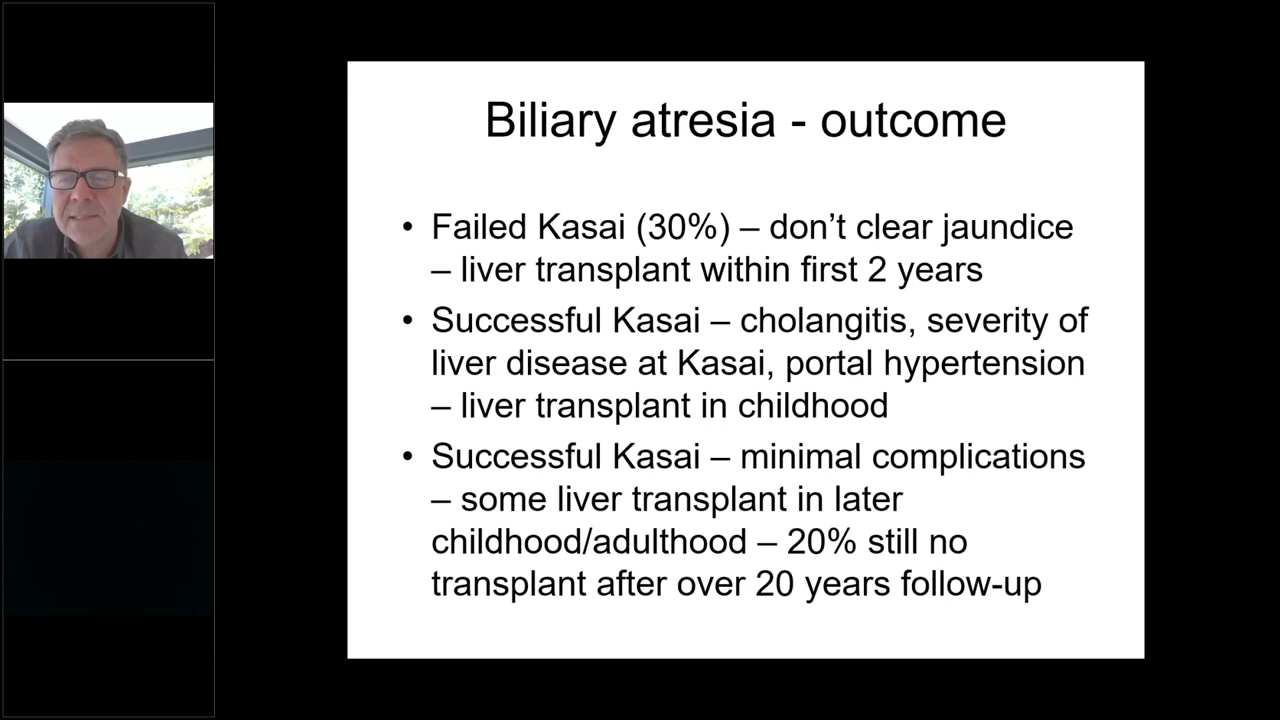 Biliary atresia - outcome
• Failed Kasai (30%) – don’t clear jaundice
– liver transplant within first 2 years
• Successful Kasai – cholangitis, severity of
liver disease at Kasai, portal hypertension
– liver transplant in childhood
• Successful Kasai – minimal complications
– some liver transplant in later
childhood/adulthood – 20% still no
transplant after over 20 years follow-up